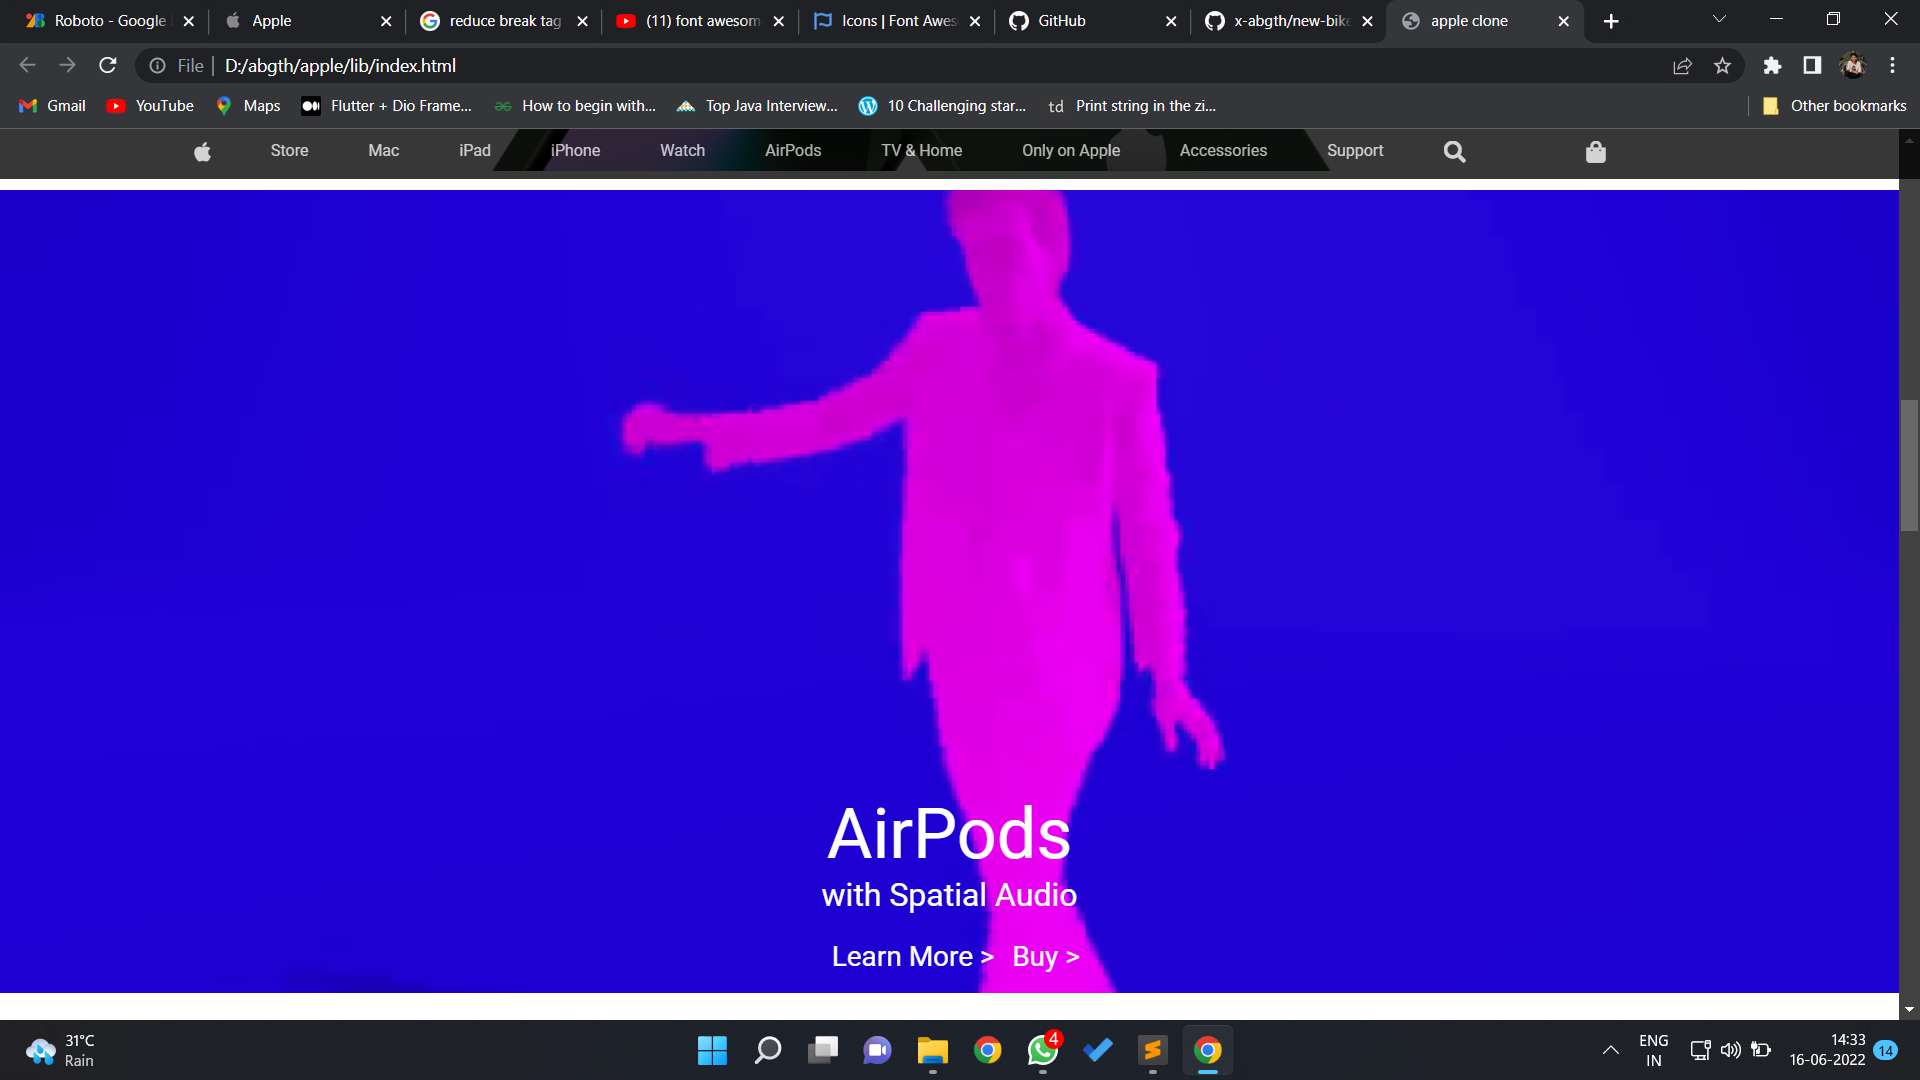 Roboto - Google
Apple
reduce break tag
(11) font awesom
Icons | Font Awes
GitHub
x-abgth/new-bike
apple clone
File | D:/abgth/apple/lib/index.html
Gmail
YouTube
Maps
Flutter + Dio Frame...
How to begin with...
Top Java Interview...
10 Challenging star...
td Print string in the zi...
Other bookmarks
Store Mac iPad iPhone Watch AirPods TV & Home Only on Apple Accessories Support
AirPods
with Spatial Audio
Learn More > Buy >
31°C
Rain
4
ENG
IN
14:33
16-06-2022
14